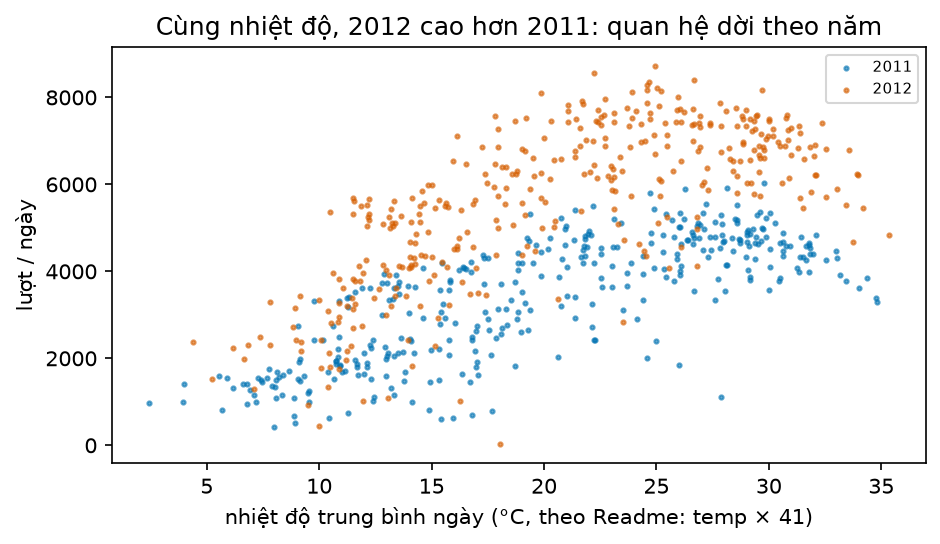 Cùng nhiệt độ, 2012 cao hơn 2011: quan hệ dời theo năm
2011
2012
lượt / ngày
8000
6000
4000
2000
0
5 10 15 20 25 30 35
nhiệt độ trung bình ngày (°C, theo Readme: temp × 41)